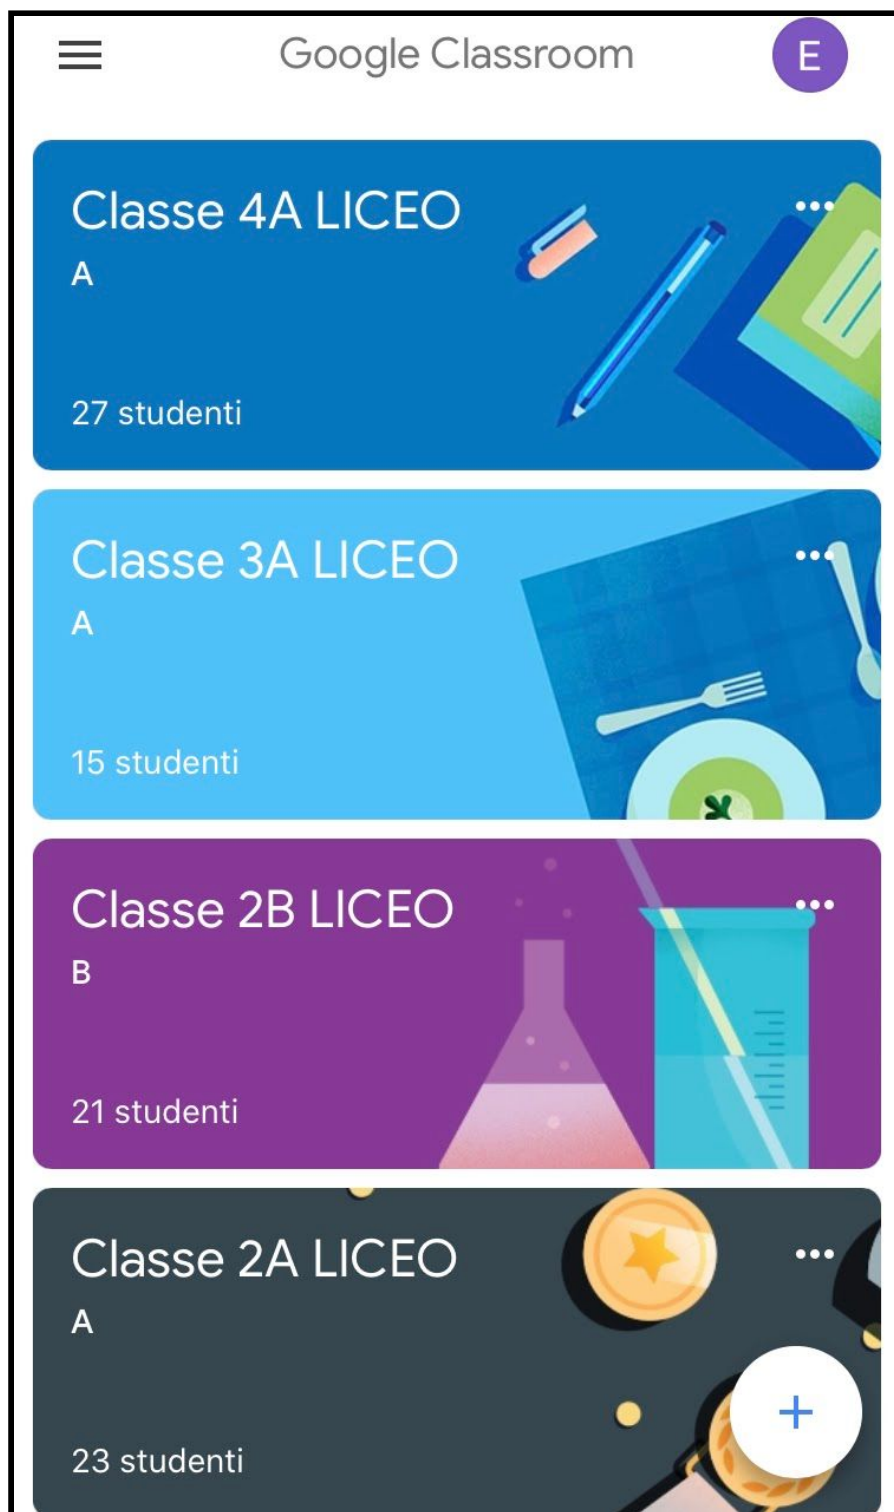 Google Classroom
E
Classe 4A LICEO
A
27 studenti
Classe 3A LICEO
A
15 studenti
Classe 2B LICEO
B
21 studenti
Classe 2A LICEO
A
23 studenti